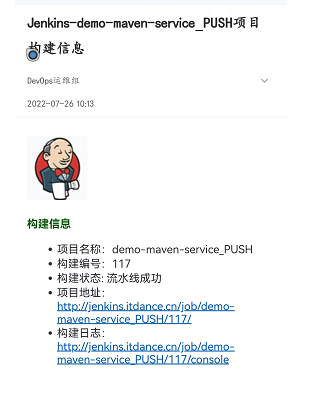 Jenkins-demo-maven-service_PUSH项目
构建信息
DevOps运维组
2022-07-26 10:13
构建信息
• 项目名称：demo-maven-service_PUSH
• 构建编号：117
• 构建状态: 流水线成功
• 项目地址：
http://jenkins.itdance.cn/job/demo-
maven-service_PUSH/117/
• 构建日志：
http://jenkins.itdance.cn/job/demo-
maven-service_PUSH/117/console